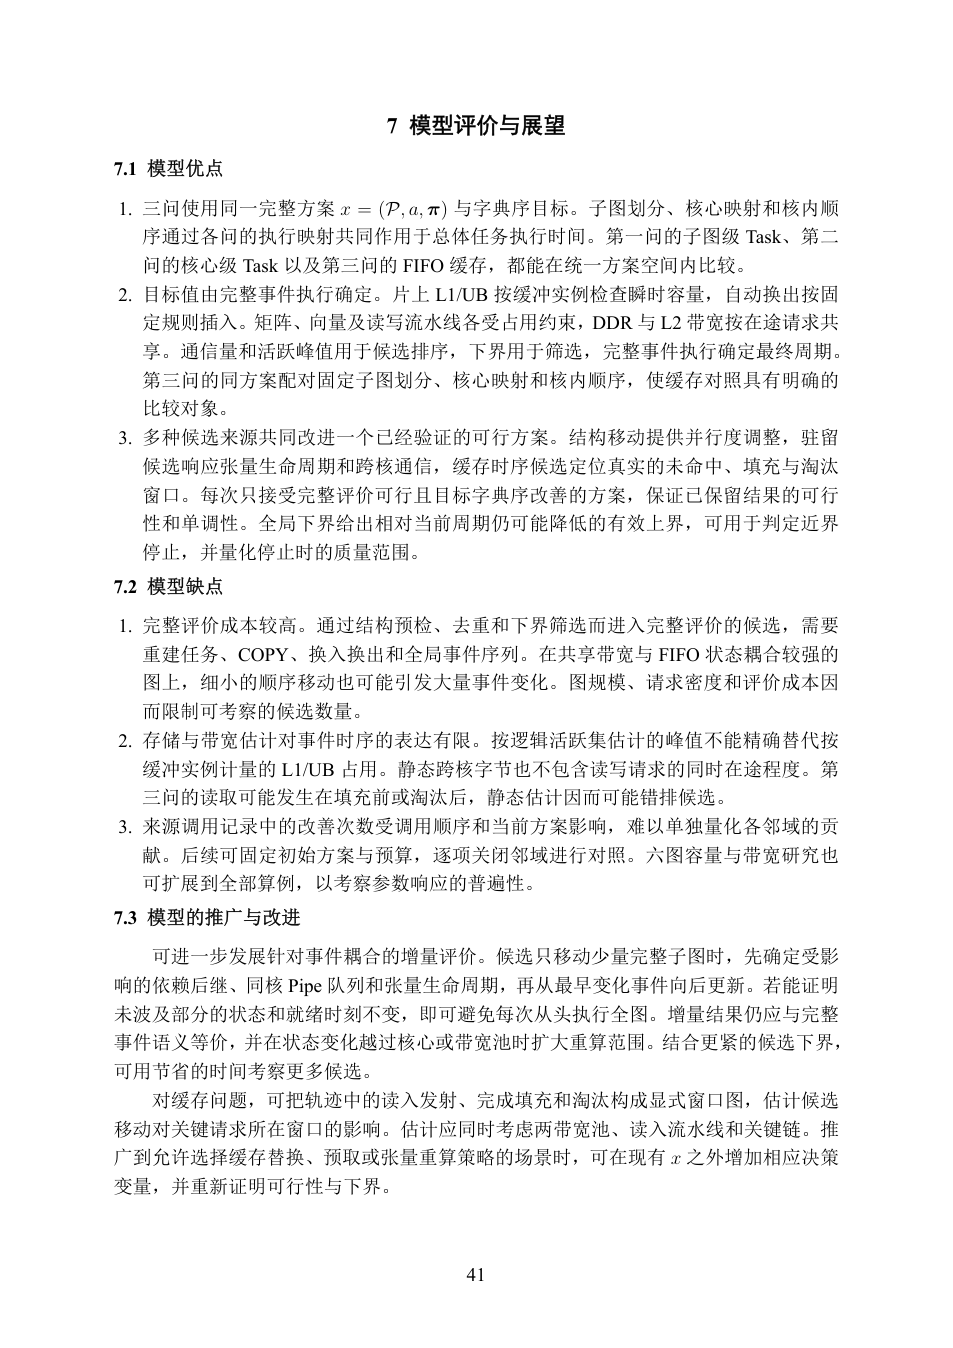 7 模型评价与展望
7.1 模型优点
1. 三问使用同一完整方案 x = (P, a, π) 与字典序目标。子图划分、核心映射和核内顺
序通过各问的执行映射共同作用于总体任务执行时间。第一问的子图级 Task、第二
问的核心级 Task 以及第三问的 FIFO 缓存，都能在统一方案空间内比较。
2. 目标值由完整事件执行确定。片上 L1/UB 按缓冲实例检查瞬时容量，自动换出按固
定规则插入。矩阵、向量及读写流水线各受占用约束，DDR 与 L2 带宽按在途请求共
享。通信量和活跃峰值用于候选排序，下界用于筛选，完整事件执行确定最终周期。
第三问的同方案配对固定子图划分、核心映射和核内顺序，使缓存对照具有明确的
比较对象。
3. 多种候选来源共同改进一个已经验证的可行方案。结构移动提供并行度调整，驻留
候选响应张量生命周期和跨核通信，缓存时序候选定位真实的未命中、填充与淘汰
窗口。每次只接受完整评价可行且目标字典序改善的方案，保证已保留结果的可行
性和单调性。全局下界给出相对当前周期仍可能降低的有效上界，可用于判定近界
停止，并量化停止时的质量范围。
7.2 模型缺点
1. 完整评价成本较高。通过结构预检、去重和下界筛选而进入完整评价的候选，需要
重建任务、COPY、换入换出和全局事件序列。在共享带宽与 FIFO 状态耦合较强的
图上，细小的顺序移动也可能引发大量事件变化。图规模、请求密度和评价成本因
而限制可考察的候选数量。
2. 存储与带宽估计对事件时序的表达有限。按逻辑活跃集估计的峰值不能精确替代按
缓冲实例计量的 L1/UB 占用。静态跨核字节也不包含读写请求的同时在途程度。第
三问的读取可能发生在填充前或淘汰后，静态估计因而可能错排候选。
3. 来源调用记录中的改善次数受调用顺序和当前方案影响，难以单独量化各邻域的贡
献。后续可固定初始方案与预算，逐项关闭邻域进行对照。六图容量与带宽研究也
可扩展到全部算例，以考察参数响应的普遍性。
7.3 模型的推广与改进
可进一步发展针对事件耦合的增量评价。候选只移动少量完整子图时，先确定受影
响的依赖后继、同核 Pipe 队列和张量生命周期，再从最早变化事件向后更新。若能证明
未波及部分的状态和就绪时刻不变，即可避免每次从头执行全图。增量结果仍应与完整
事件语义等价，并在状态变化越过核心或带宽池时扩大重算范围。结合更紧的候选下界，
可用节省的时间考察更多候选。
对缓存问题，可把轨迹中的读入发射、完成填充和淘汰构成显式窗口图，估计候选
移动对关键请求所在窗口的影响。估计应同时考虑两带宽池、读入流水线和关键链。推
广到允许选择缓存替换、预取或张量重算策略的场景时，可在现有 x 之外增加相应决策
变量，并重新证明可行性与下界。
41